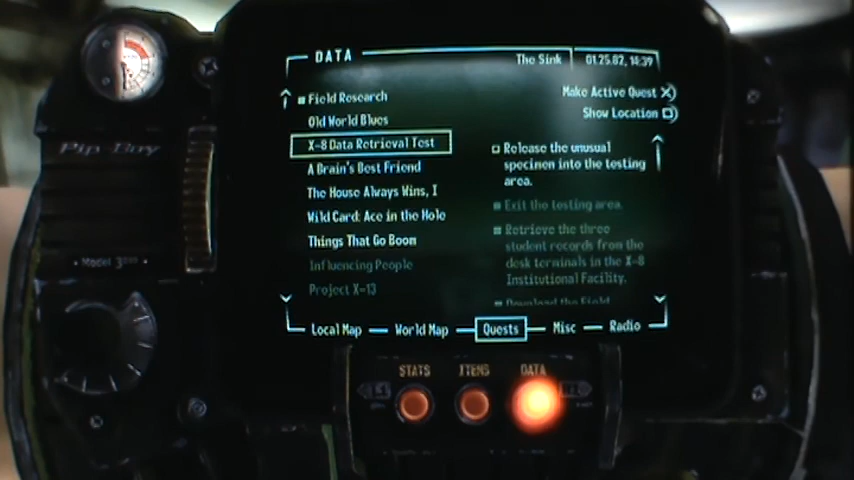 DATA
The Sink
01.25.82, 14:39
Field Research
Old World Blues
X-8 Data Retrieval Test
A Brain's Best Friend
The House Always Wins, I
Wild Card: Ace in the Hole
Things That Go Boom
Influencing People
Project X-13
Make Active Quest X)
Show Location
Release the unusual
specimen into the testing
area.
Exit the testing area.
Retrieve the three
student records from the
desk terminals in the X-8
Institutional Facility.
Download the Field
Local Map
World Map
Quests
Misc
Radio
Pip-Boy
STATS
ITEMS
DATA